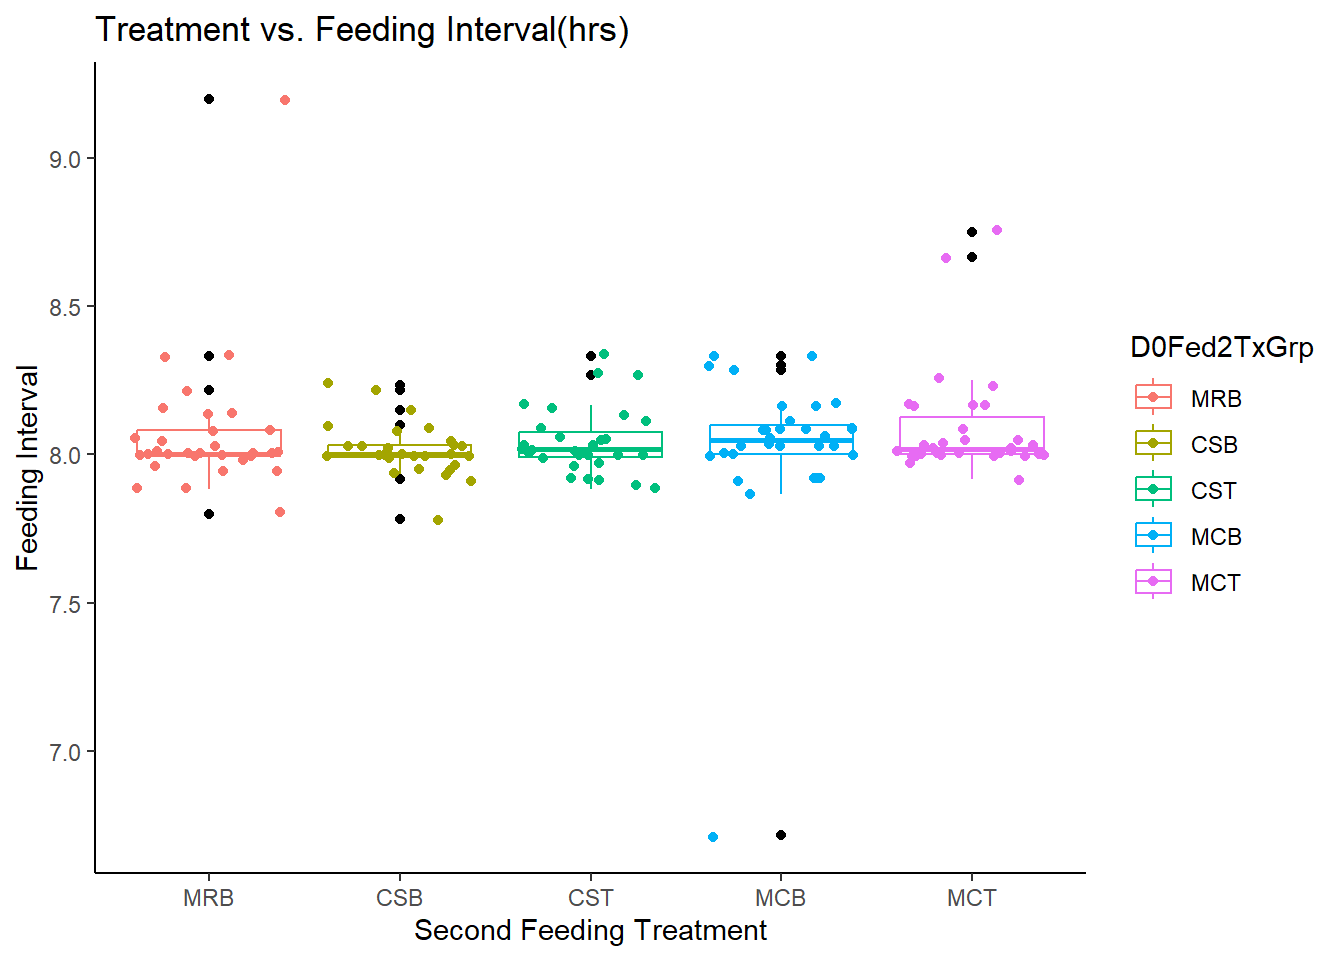 Treatment vs. Feeding Interval(hrs)
Feeding Interval
9.0
8.5
8.0
7.5
7.0
MRB CSB CST MCB MCT
Second Feeding Treatment
D0Fed2TxGrp
MRB
CSB
CST
MCB
MCT